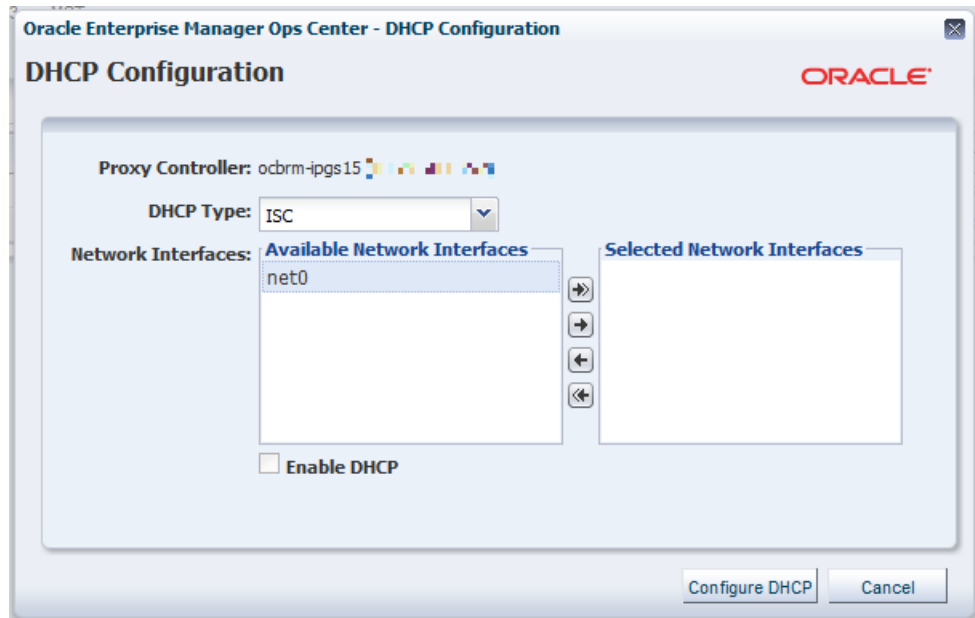 Oracle Enterprise Manager Ops Center - DHCP Configuration
DHCP Configuration
ORACLE
Proxy Controller: ocbrm-ipgs15
DHCP Type: ISC
Network Interfaces: Available Network Interfaces Selected Network Interfaces
net0
Enable DHCP
Configure DHCP Cancel